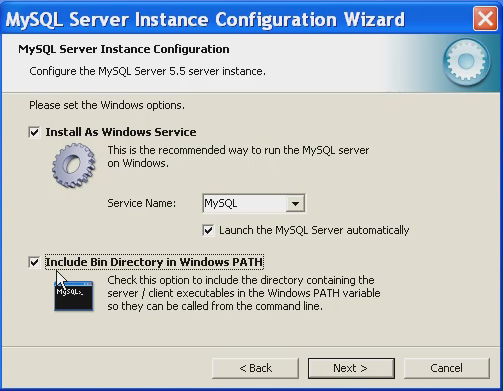 MySQL Server Instance Configuration Wizard
MySQL Server Instance Configuration
Configure the MySQL Server 5.5 server instance.
Please set the Windows options.
Install As Windows Service
This is the recommended way to run the MySQL server
on Windows.
Service Name:
MySQL
Launch the MySQL Server automatically
Include Bin Directory in Windows PATH
MySQL>_
Check this option to include the directory containing the
server / client executables in the Windows PATH variable
so they can be called from the command line.
< Back
Next >
Cancel